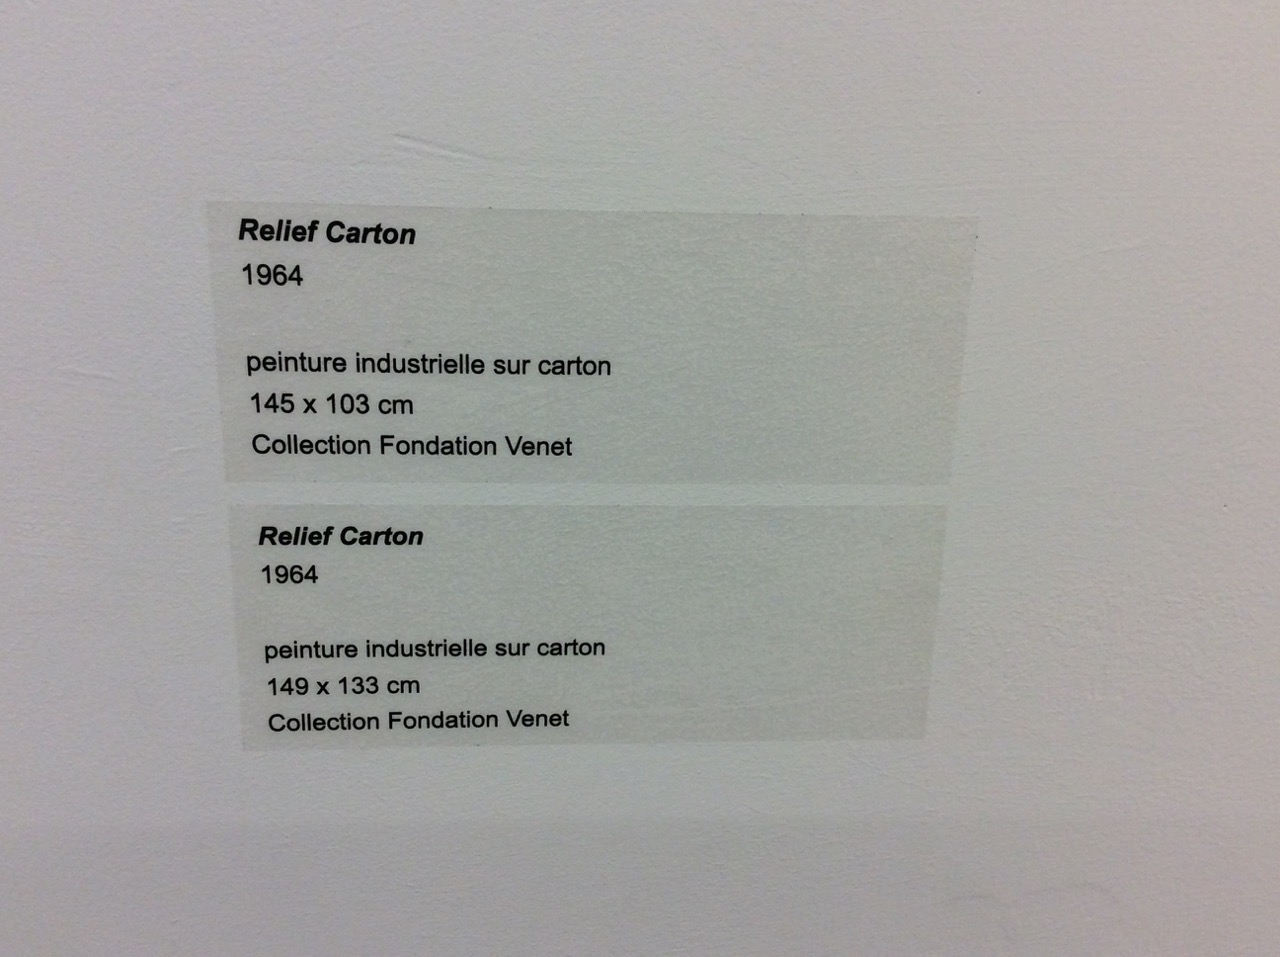 Relief Carton
1964
peinture industrielle sur carton
145 x 103 cm
Collection Fondation Venet
Relief Carton
1964
peinture industrielle sur carton
149 x 133 cm
Collection Fondation Venet